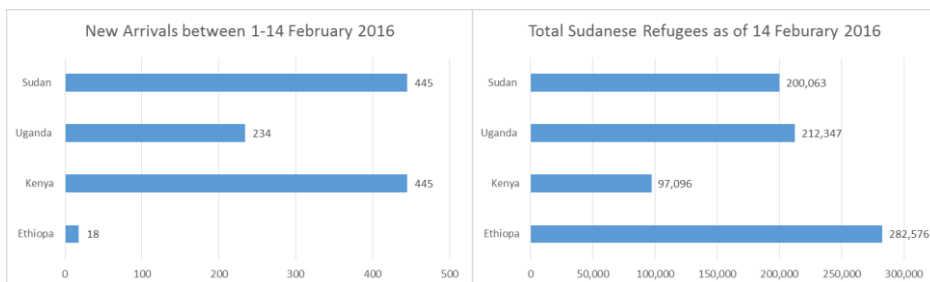 New Arrivals between 1-14 February 2016
Sudan
445
Uganda
234
Kenya
445
Ethiopa
18
0 100 200 300 400 500
Total Sudanese Refugees as of 14 Feburary 2016
Sudan
200,063
Uganda
212,347
Kenya
97,096
Ethiopa
282,576
0 50,000 100,000 150,000 200,000 250,000 300,000